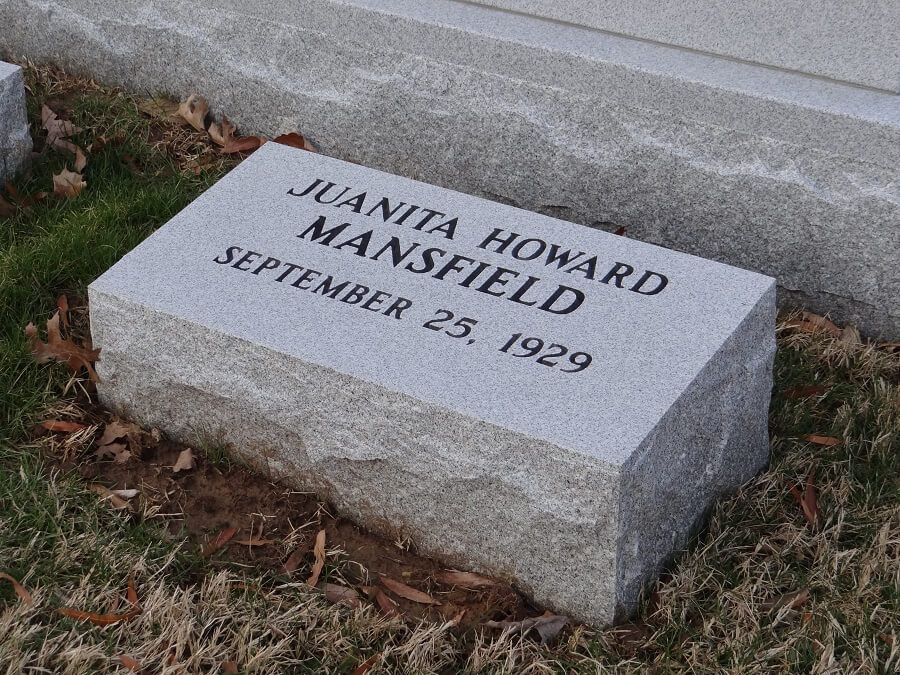 JUANITA HOWARD
MANSFIELD
SEPTEMBER 25, 1929